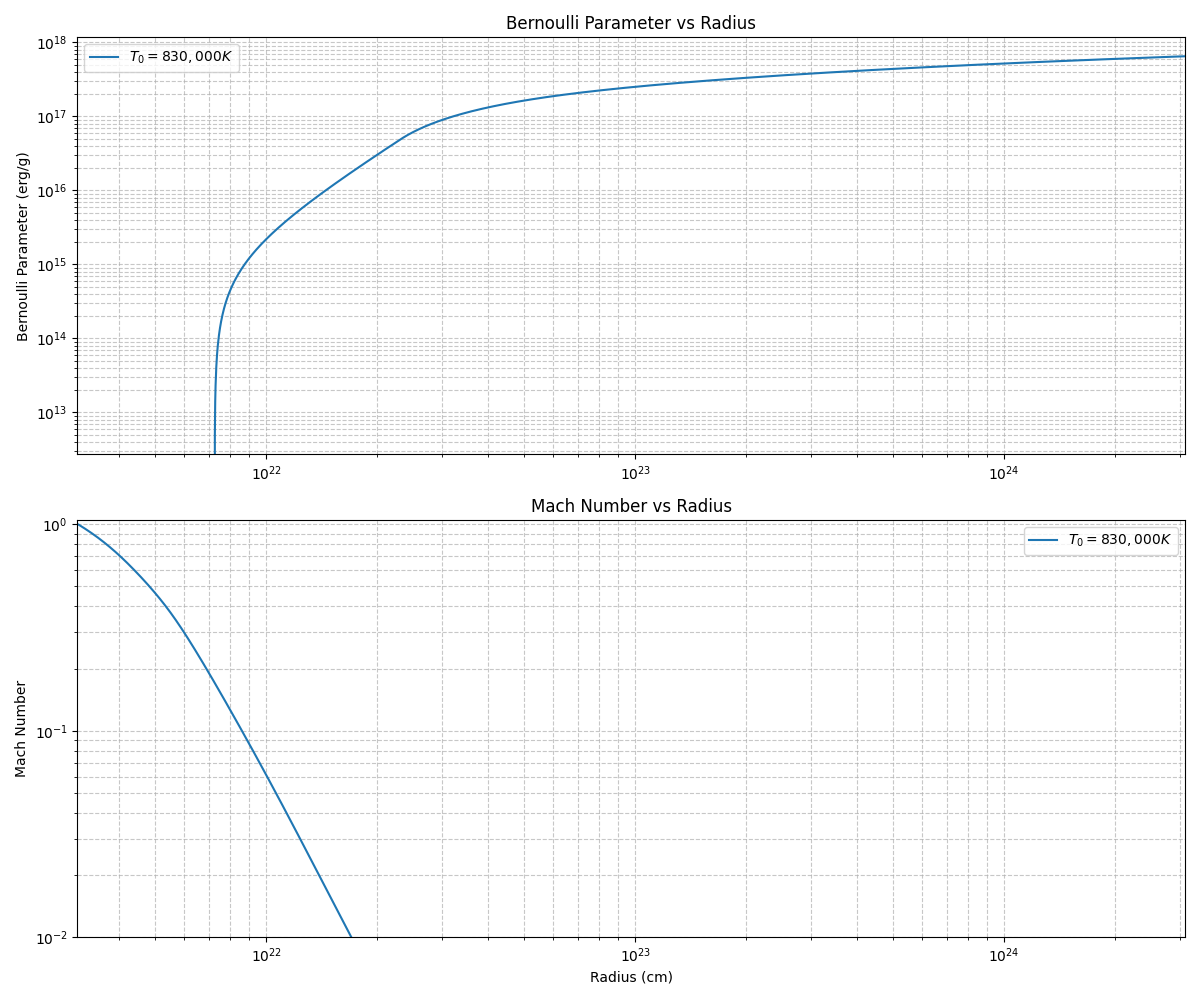 Bernoulli Parameter vs Radius
10^18
10^17
10^16
10^15
10^14
10^13
Bernoulli Parameter (erg/g)
T_0 = 830, 000K
10^22
10^23
10^24
Mach Number vs Radius
10^0
10^-1
10^-2
Mach Number
T_0 = 830, 000K
10^22
10^23
10^24
Radius (cm)